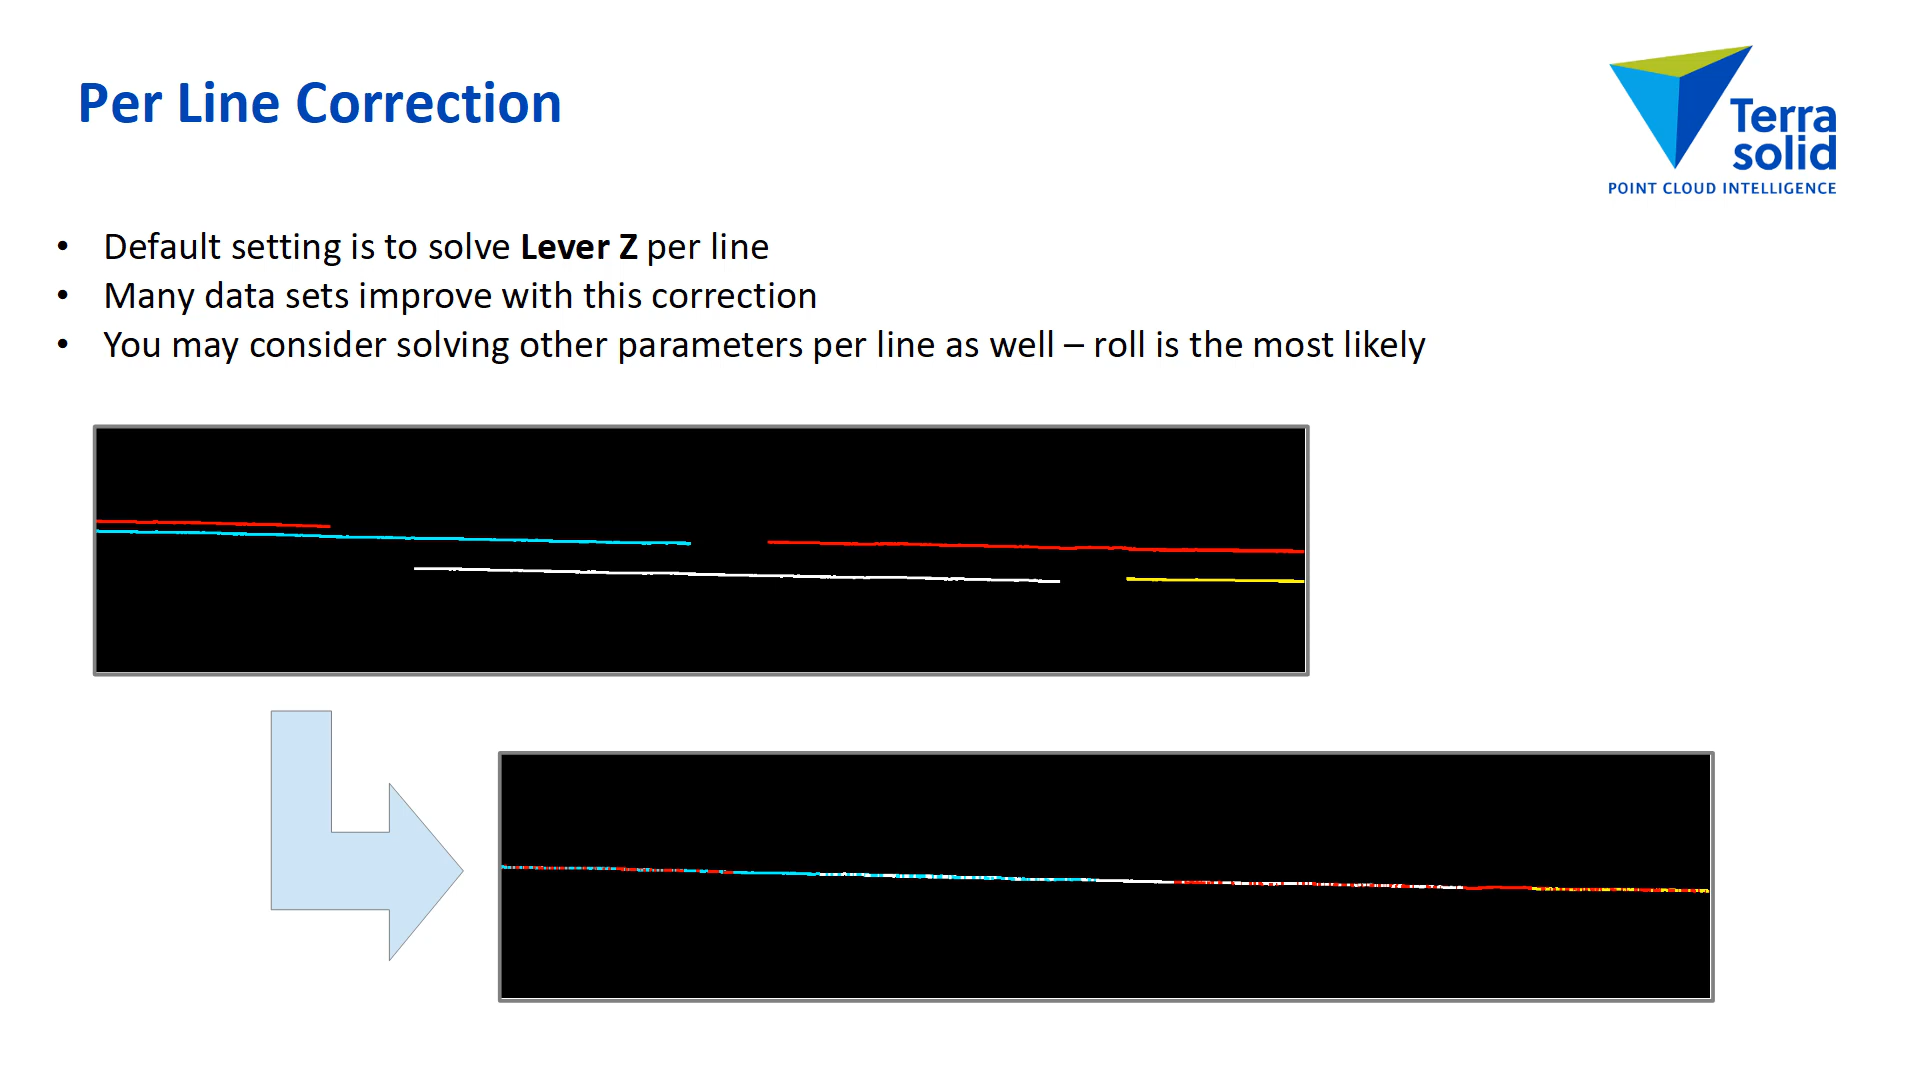 Per Line Correction
Terra
solid
POINT CLOUD INTELLIGENCE
• Default setting is to solve Lever Z per line
• Many data sets improve with this correction
• You may consider solving other parameters per line as well – roll is the most likely